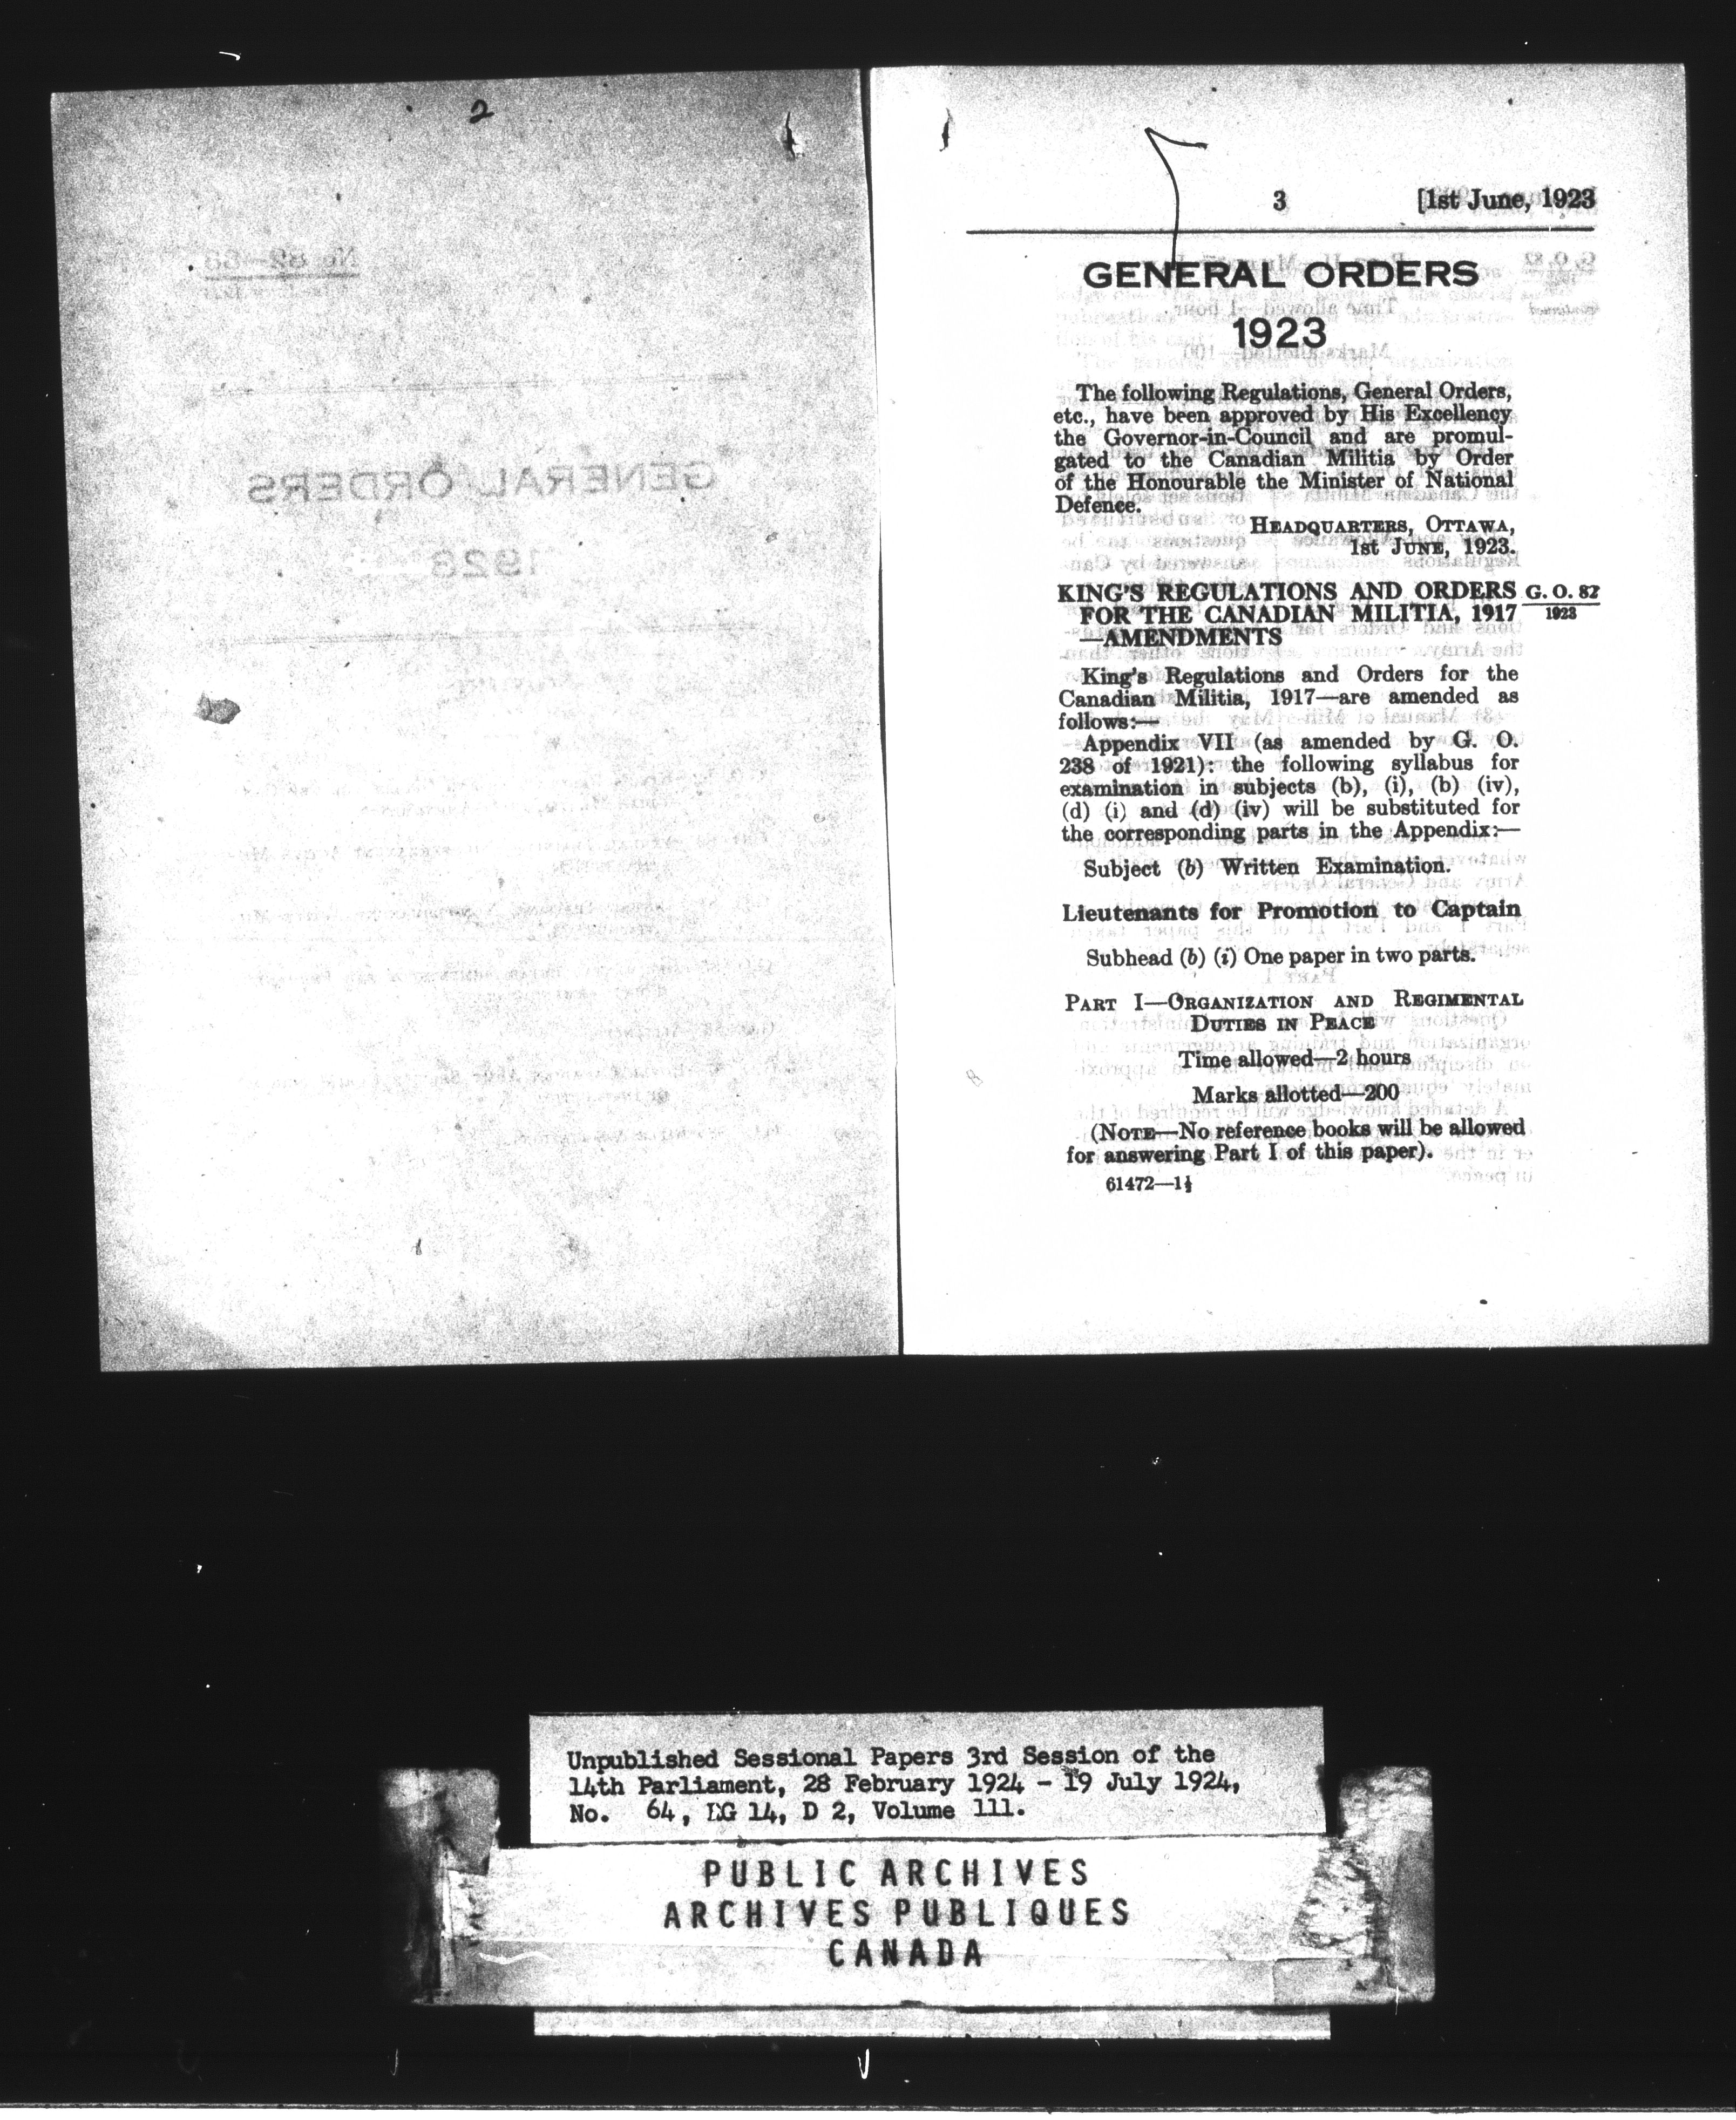 2
3 [1st June, 1923
GENERAL ORDERS
1923
The following Regulations, General Orders,
etc., have been approved by His Excellency
the Governor-in-Council and are promul-
gated to the Canadian Militia by Order
of the Honourable the Minister of National
Defence.
HEADQUARTERS, OTTAWA,
1st JUNE, 1923.
KING'S REGULATIONS AND ORDERS G. O. 82
FOR THE CANADIAN MILITIA, 1917 1923
—AMENDMENTS
King's Regulations and Orders for the
Canadian Militia, 1917—are amended as
follows:—
Appendix VII (as amended by G. O.
238 of 1921): the following syllabus for
examination in subjects (b), (i), (b) (iv),
(d) (i) and (d) (iv) will be substituted for
the corresponding parts in the Appendix:—
Subject (b) Written Examination.
Lieutenants for Promotion to Captain
Subhead (b) (i) One paper in two parts.
PART I—ORGANIZATION AND REGIMENTAL
DUTIES IN PEACE
Time allowed—2 hours
Marks allotted—200
(NOTE—No reference books will be allowed
for answering Part I of this paper).
61472—1½
Unpublished Sessional Papers 3rd Session of the
14th Parliament, 28 February 1924 - 19 July 1924,
No. 64, RG 14, D 2, Volume 111.
PUBLIC ARCHIVES
ARCHIVES PUBLIQUES
CANADA